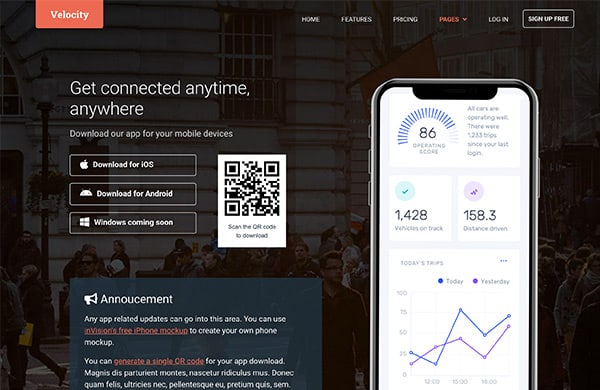 Velocity
HOME
FEATURES
PRICING
PAGES
LOG IN
SIGN UP FREE
Get connected anytime,
anywhere
Download our app for your mobile devices
Download for iOS
Download for Android
Windows coming soon
Scan the QR code
to download
Annoucement
Any app related updates can go into this area. You can use
inVision's free iPhone mockup to create your own phone
mockup.
You can generate a single QR code for your app download.
Magnis dis parturient montes, nascetur ridiculus mus. Donec
quam felis, ultricies nec, pellentesque eu, pretium quis, sem.
86
OPERATING
SCORE
All cars are
operating well.
There were
1,233 trips
since your last
login.
1,428
Vehicles on track
158.3
Distance driven
TODAY'S TRIPS
Today
Yesterday
100
75
50
25
0
12:00
15:00
18:00